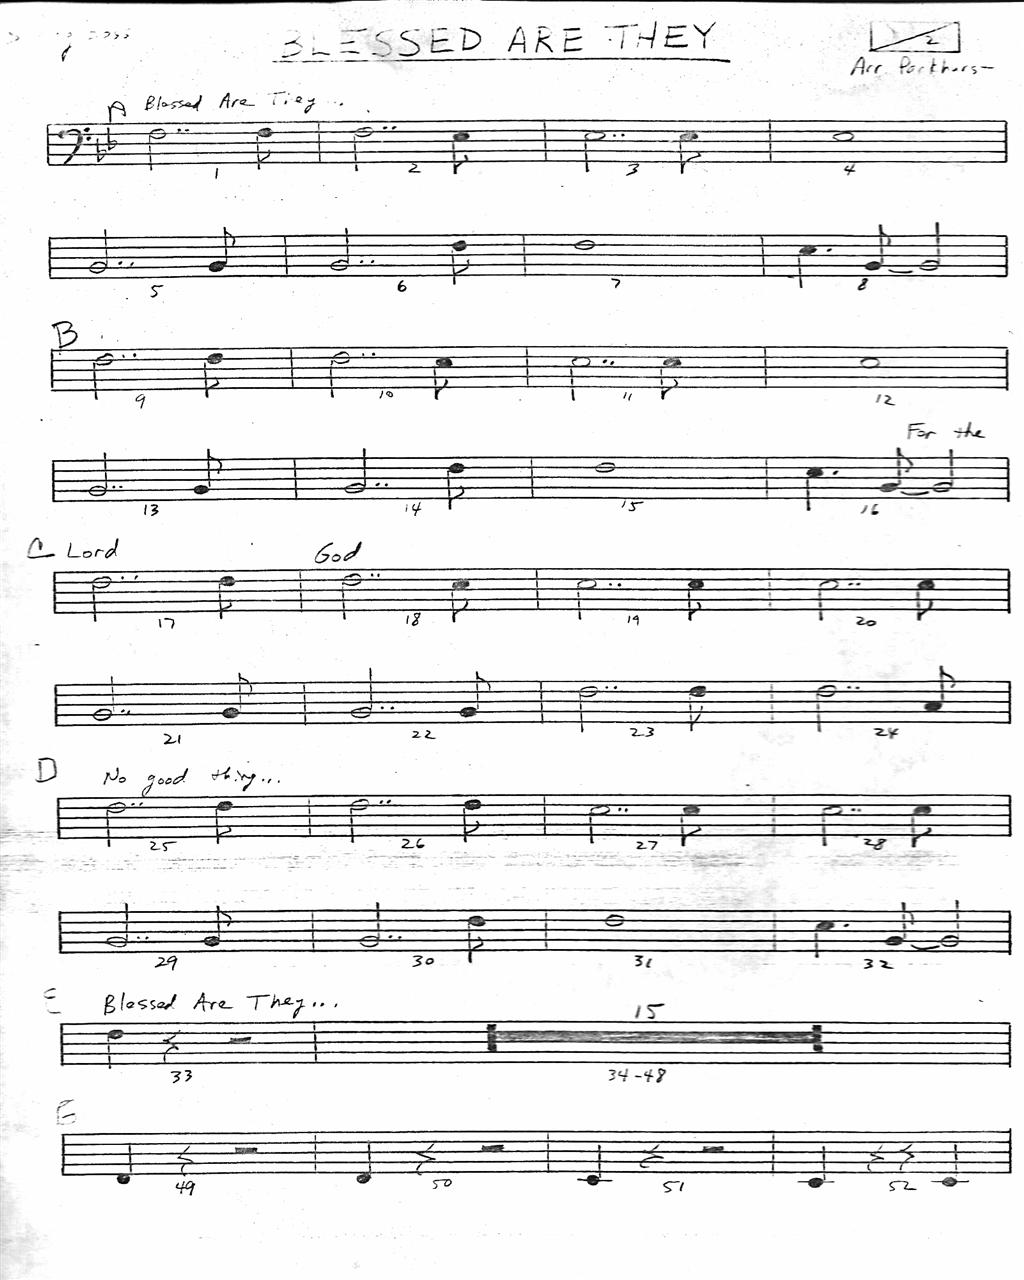 BLESSED ARE THEY
2
Arr. Parkhurst
A Blessed Are They...
1 2 3 4
5 6 7 8
B
9 10 11 12
For the
13 14 15 16
C Lord God
17 18 19 20
21 22 23 24
D No good thing...
25 26 27 28
29 30 31 32
E Blessed Are They...
15
33 34-48
49 50 51 52